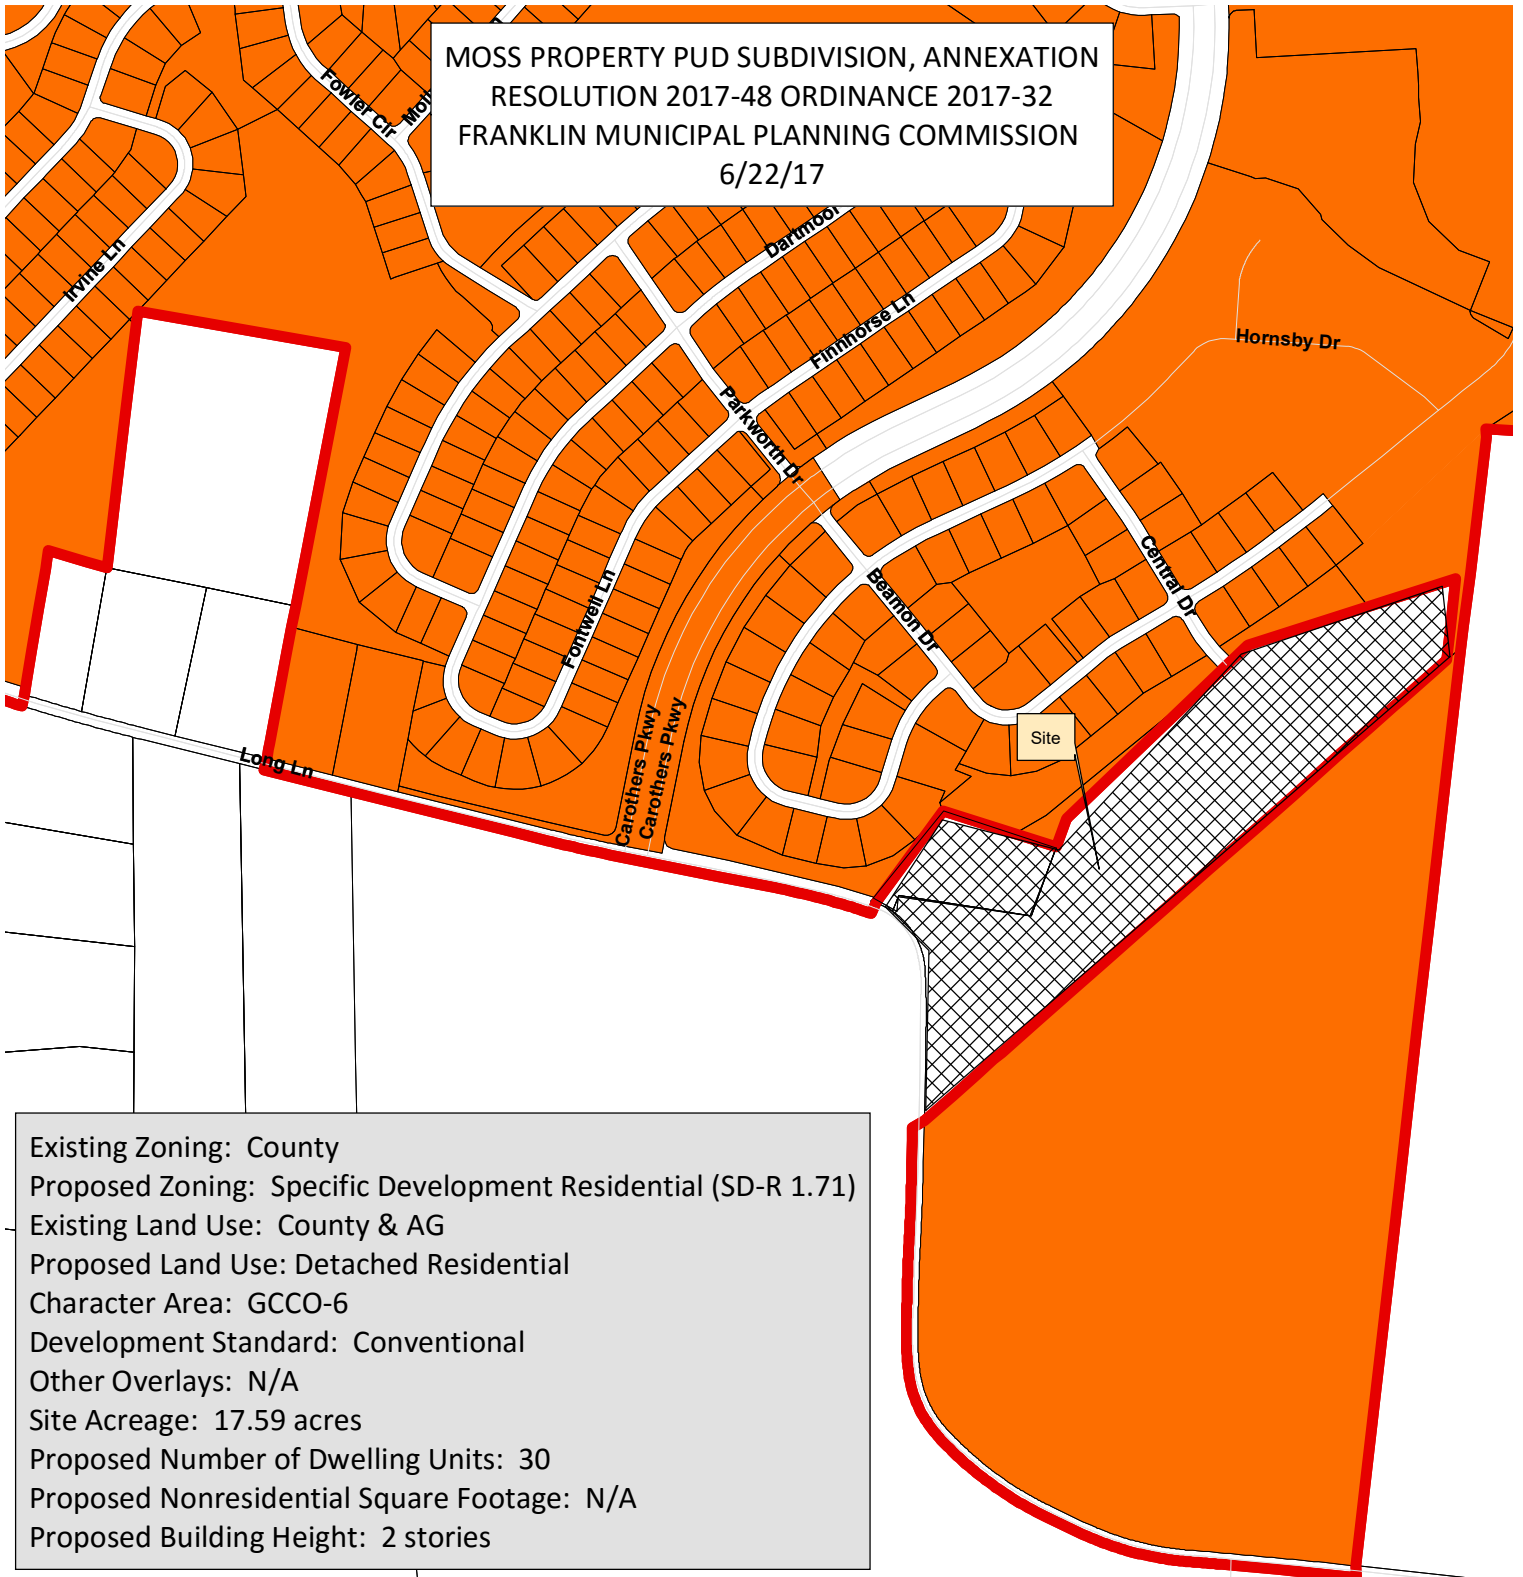 MOSS PROPERTY PUD SUBDIVISION, ANNEXATION
RESOLUTION 2017-48 ORDINANCE 2017-32
FRANKLIN MUNICIPAL PLANNING COMMISSION
6/22/17
Fowler Cir
Irvine Ln
Dartmoor
Finnhorse Ln
Hornsby Dr
Parkworth Dr
Central Dr
Beamon Dr
Fontwell Ln
Carothers Pkwy
Carothers Pkwy
Site
Long Ln
Existing Zoning: County
Proposed Zoning: Specific Development Residential (SD-R 1.71)
Existing Land Use: County & AG
Proposed Land Use: Detached Residential
Character Area: GCCO-6
Development Standard: Conventional
Other Overlays: N/A
Site Acreage: 17.59 acres
Proposed Number of Dwelling Units: 30
Proposed Nonresidential Square Footage: N/A
Proposed Building Height: 2 stories